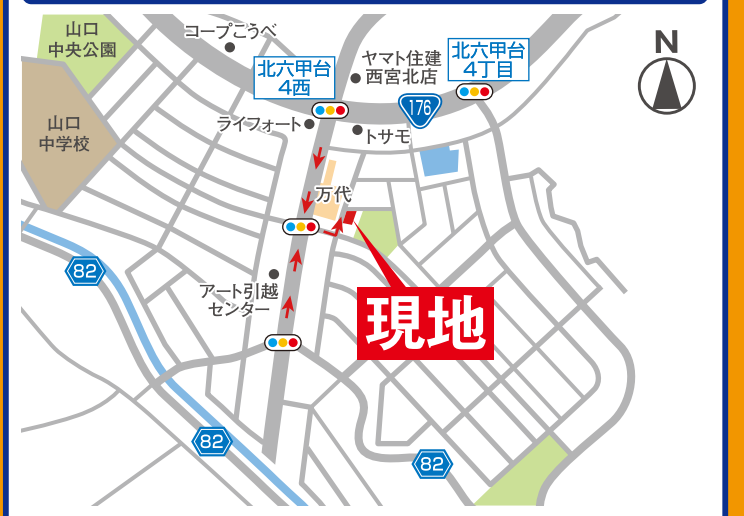 山口
中央公園
コープこうべ
北六甲台
4西
ヤマト住建
西宮北店
北六甲台
4丁目
N
176
山口
中学校
ライフォート
トサモ
万代
82
アート引越
センター
現地
82
82